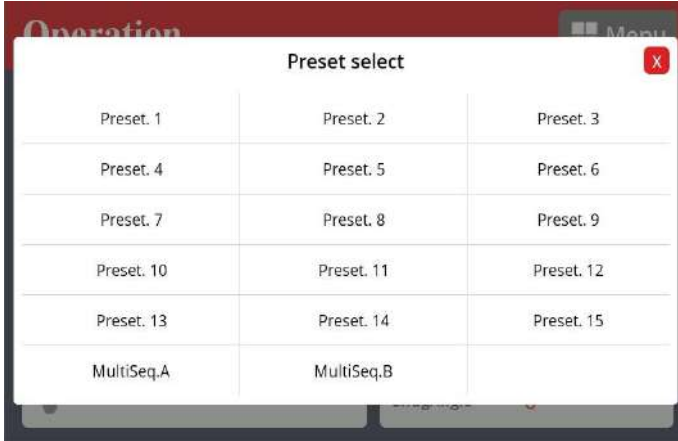 Operation
Menu
Preset select
X
Preset. 1 Preset. 2 Preset. 3
Preset. 4 Preset. 5 Preset. 6
Preset. 7 Preset. 8 Preset. 9
Preset. 10 Preset. 11 Preset. 12
Preset. 13 Preset. 14 Preset. 15
MultiSeq.A MultiSeq.B